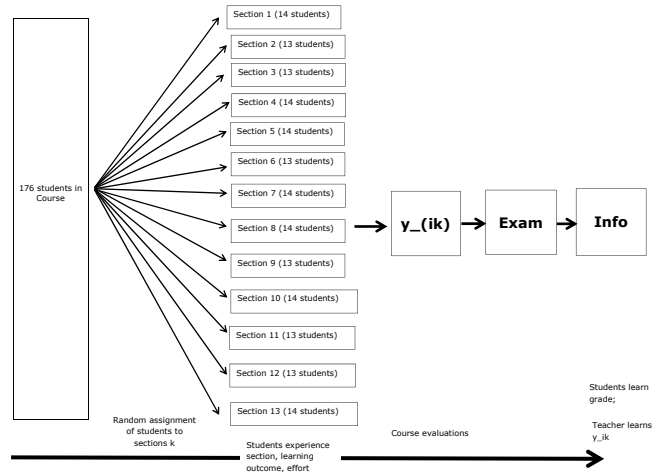 176 students in
Course
Section 1 (14 students)
Section 2 (13 students)
Section 3 (13 students)
Section 4 (14 students)
Section 5 (14 students)
Section 6 (13 students)
Section 7 (14 students)
Section 8 (14 students)
Section 9 (13 students)
Section 10 (14 students)
Section 11 (13 students)
Section 12 (13 students)
Section 13 (14 students)
y_(ik)
Exam
Info
Random assignment
of students to
sections k
Students experience
section, learning
outcome, effort
Course evaluations
Students learn
grade;
Teacher learns
y_ik